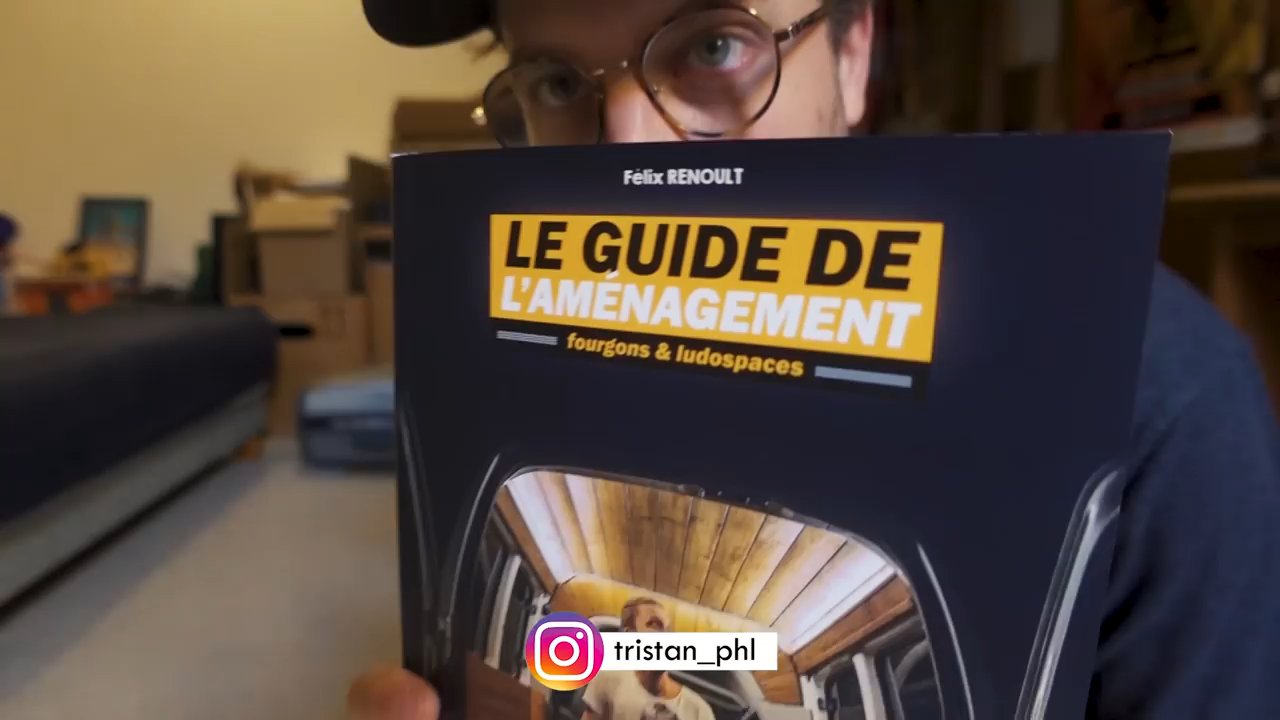 Félix RENOULT
LE GUIDE DE
L'AMÉNAGEMENT
fourgons & ludospaces
tristan_phl